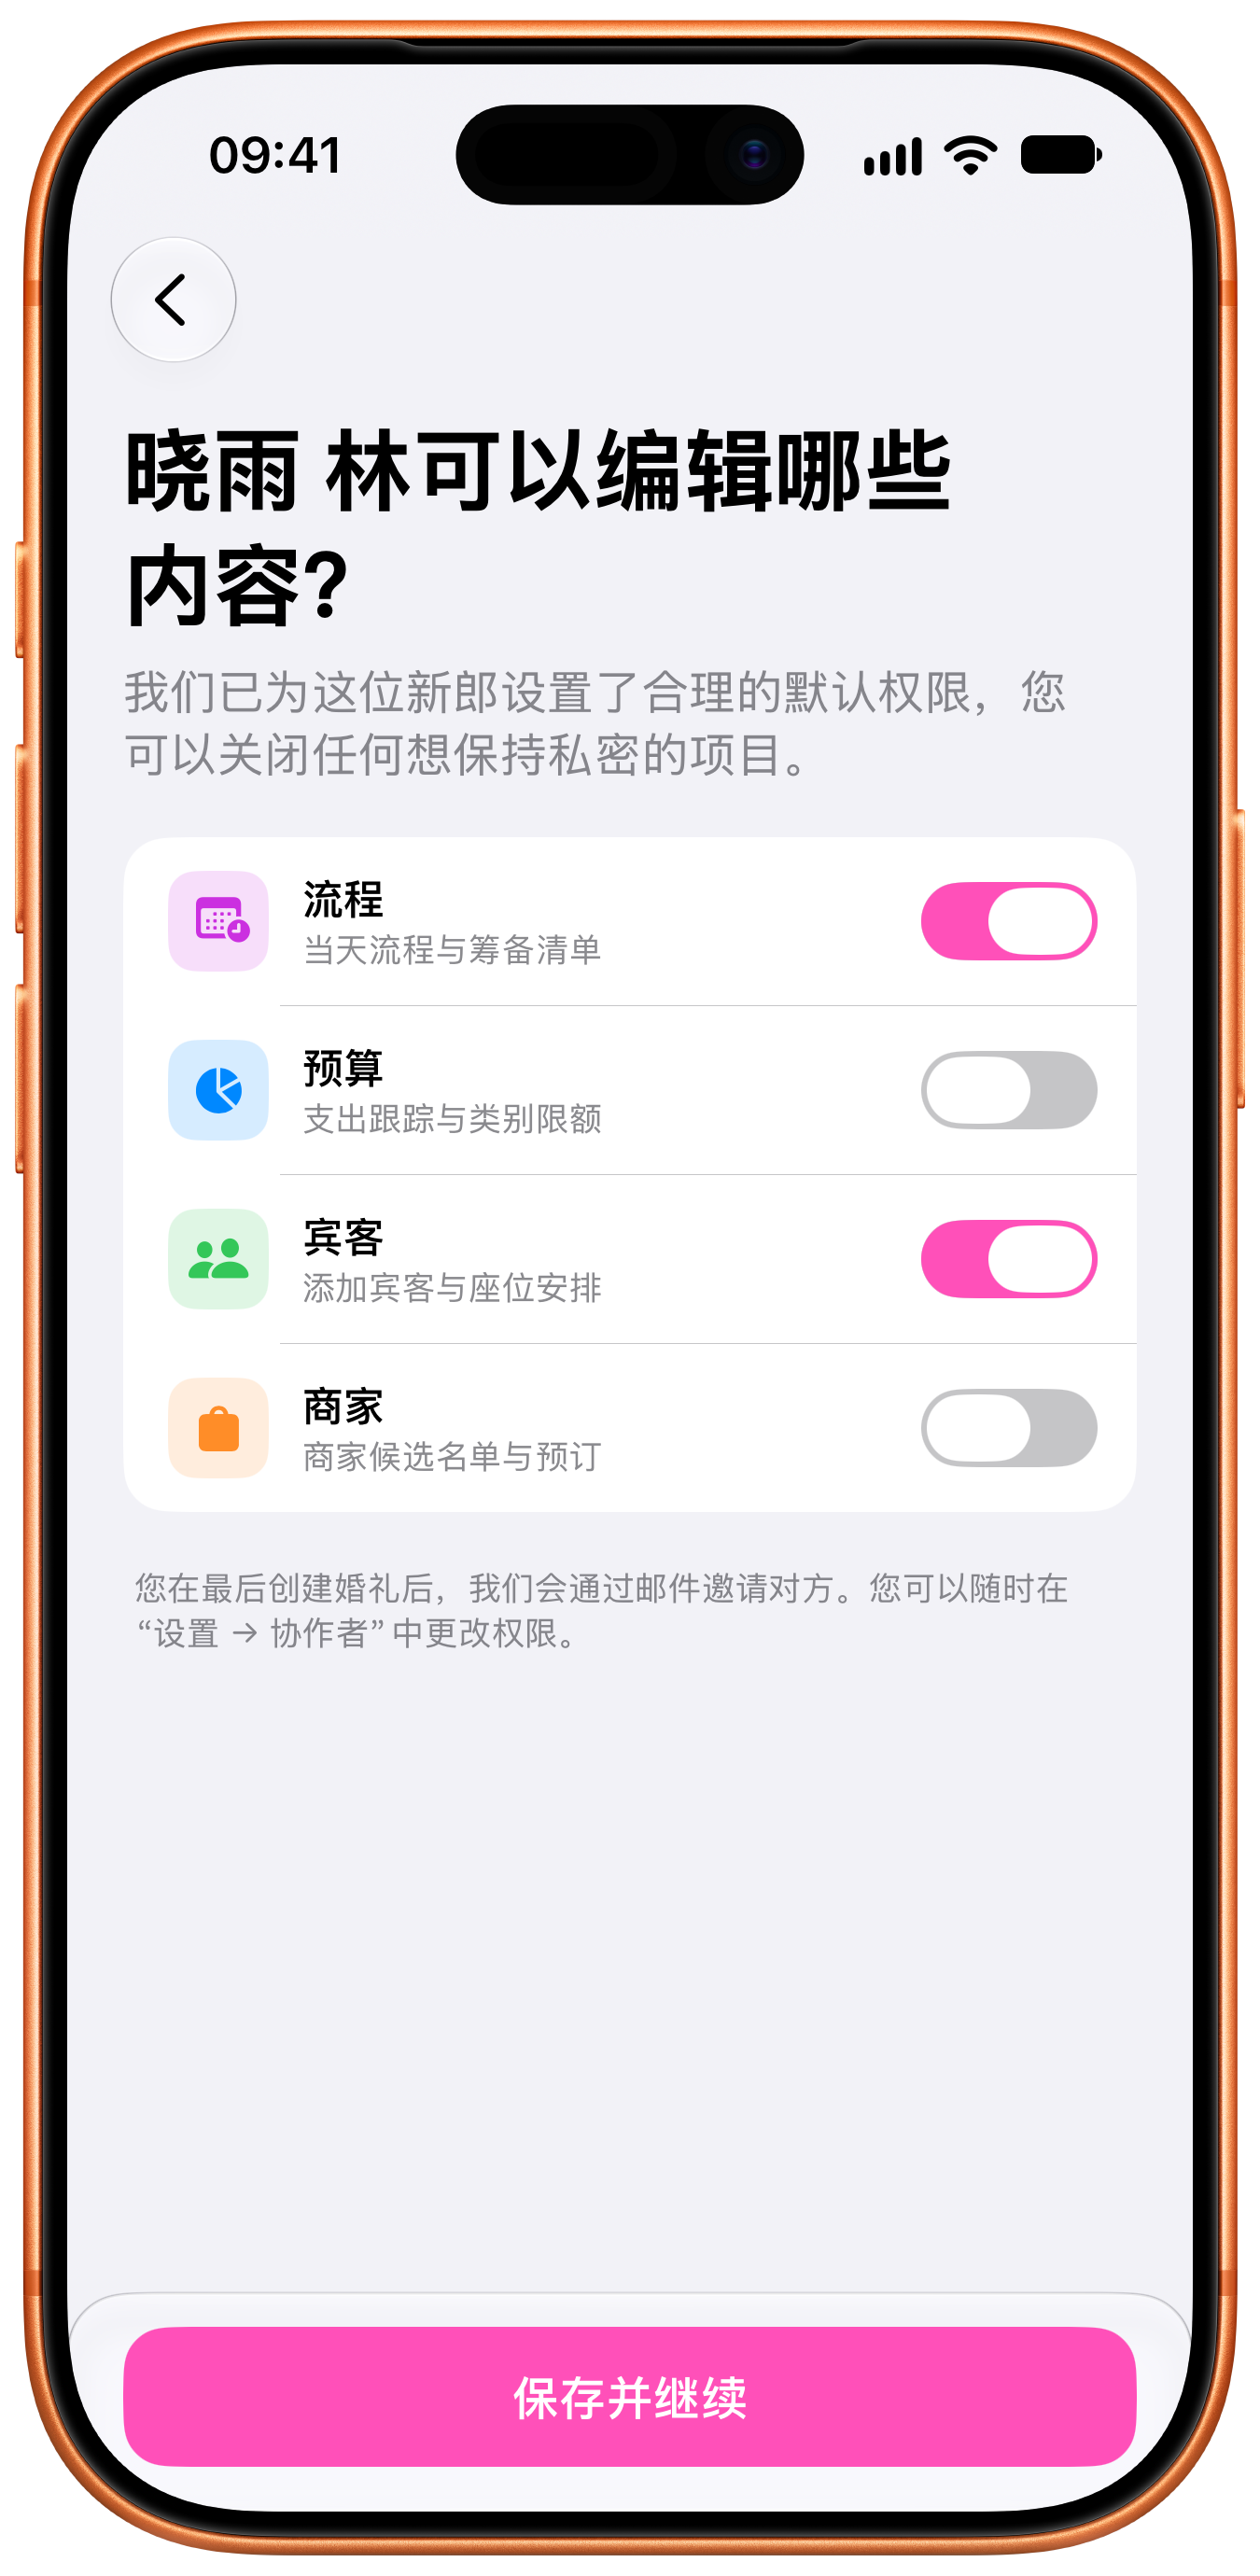 09:41
晓雨 林可以编辑哪些
内容?
我们已为这位新郎设置了合理的默认权限，您
可以关闭任何想保持私密的项目。
流程
当天流程与筹备清单
预算
支出跟踪与类别限额
宾客
添加宾客与座位安排
商家
商家候选名单与预订
您在最后创建婚礼后，我们会通过邮件邀请对方。您可以随时在
“设置 → 协作者”中更改权限。
保存并继续